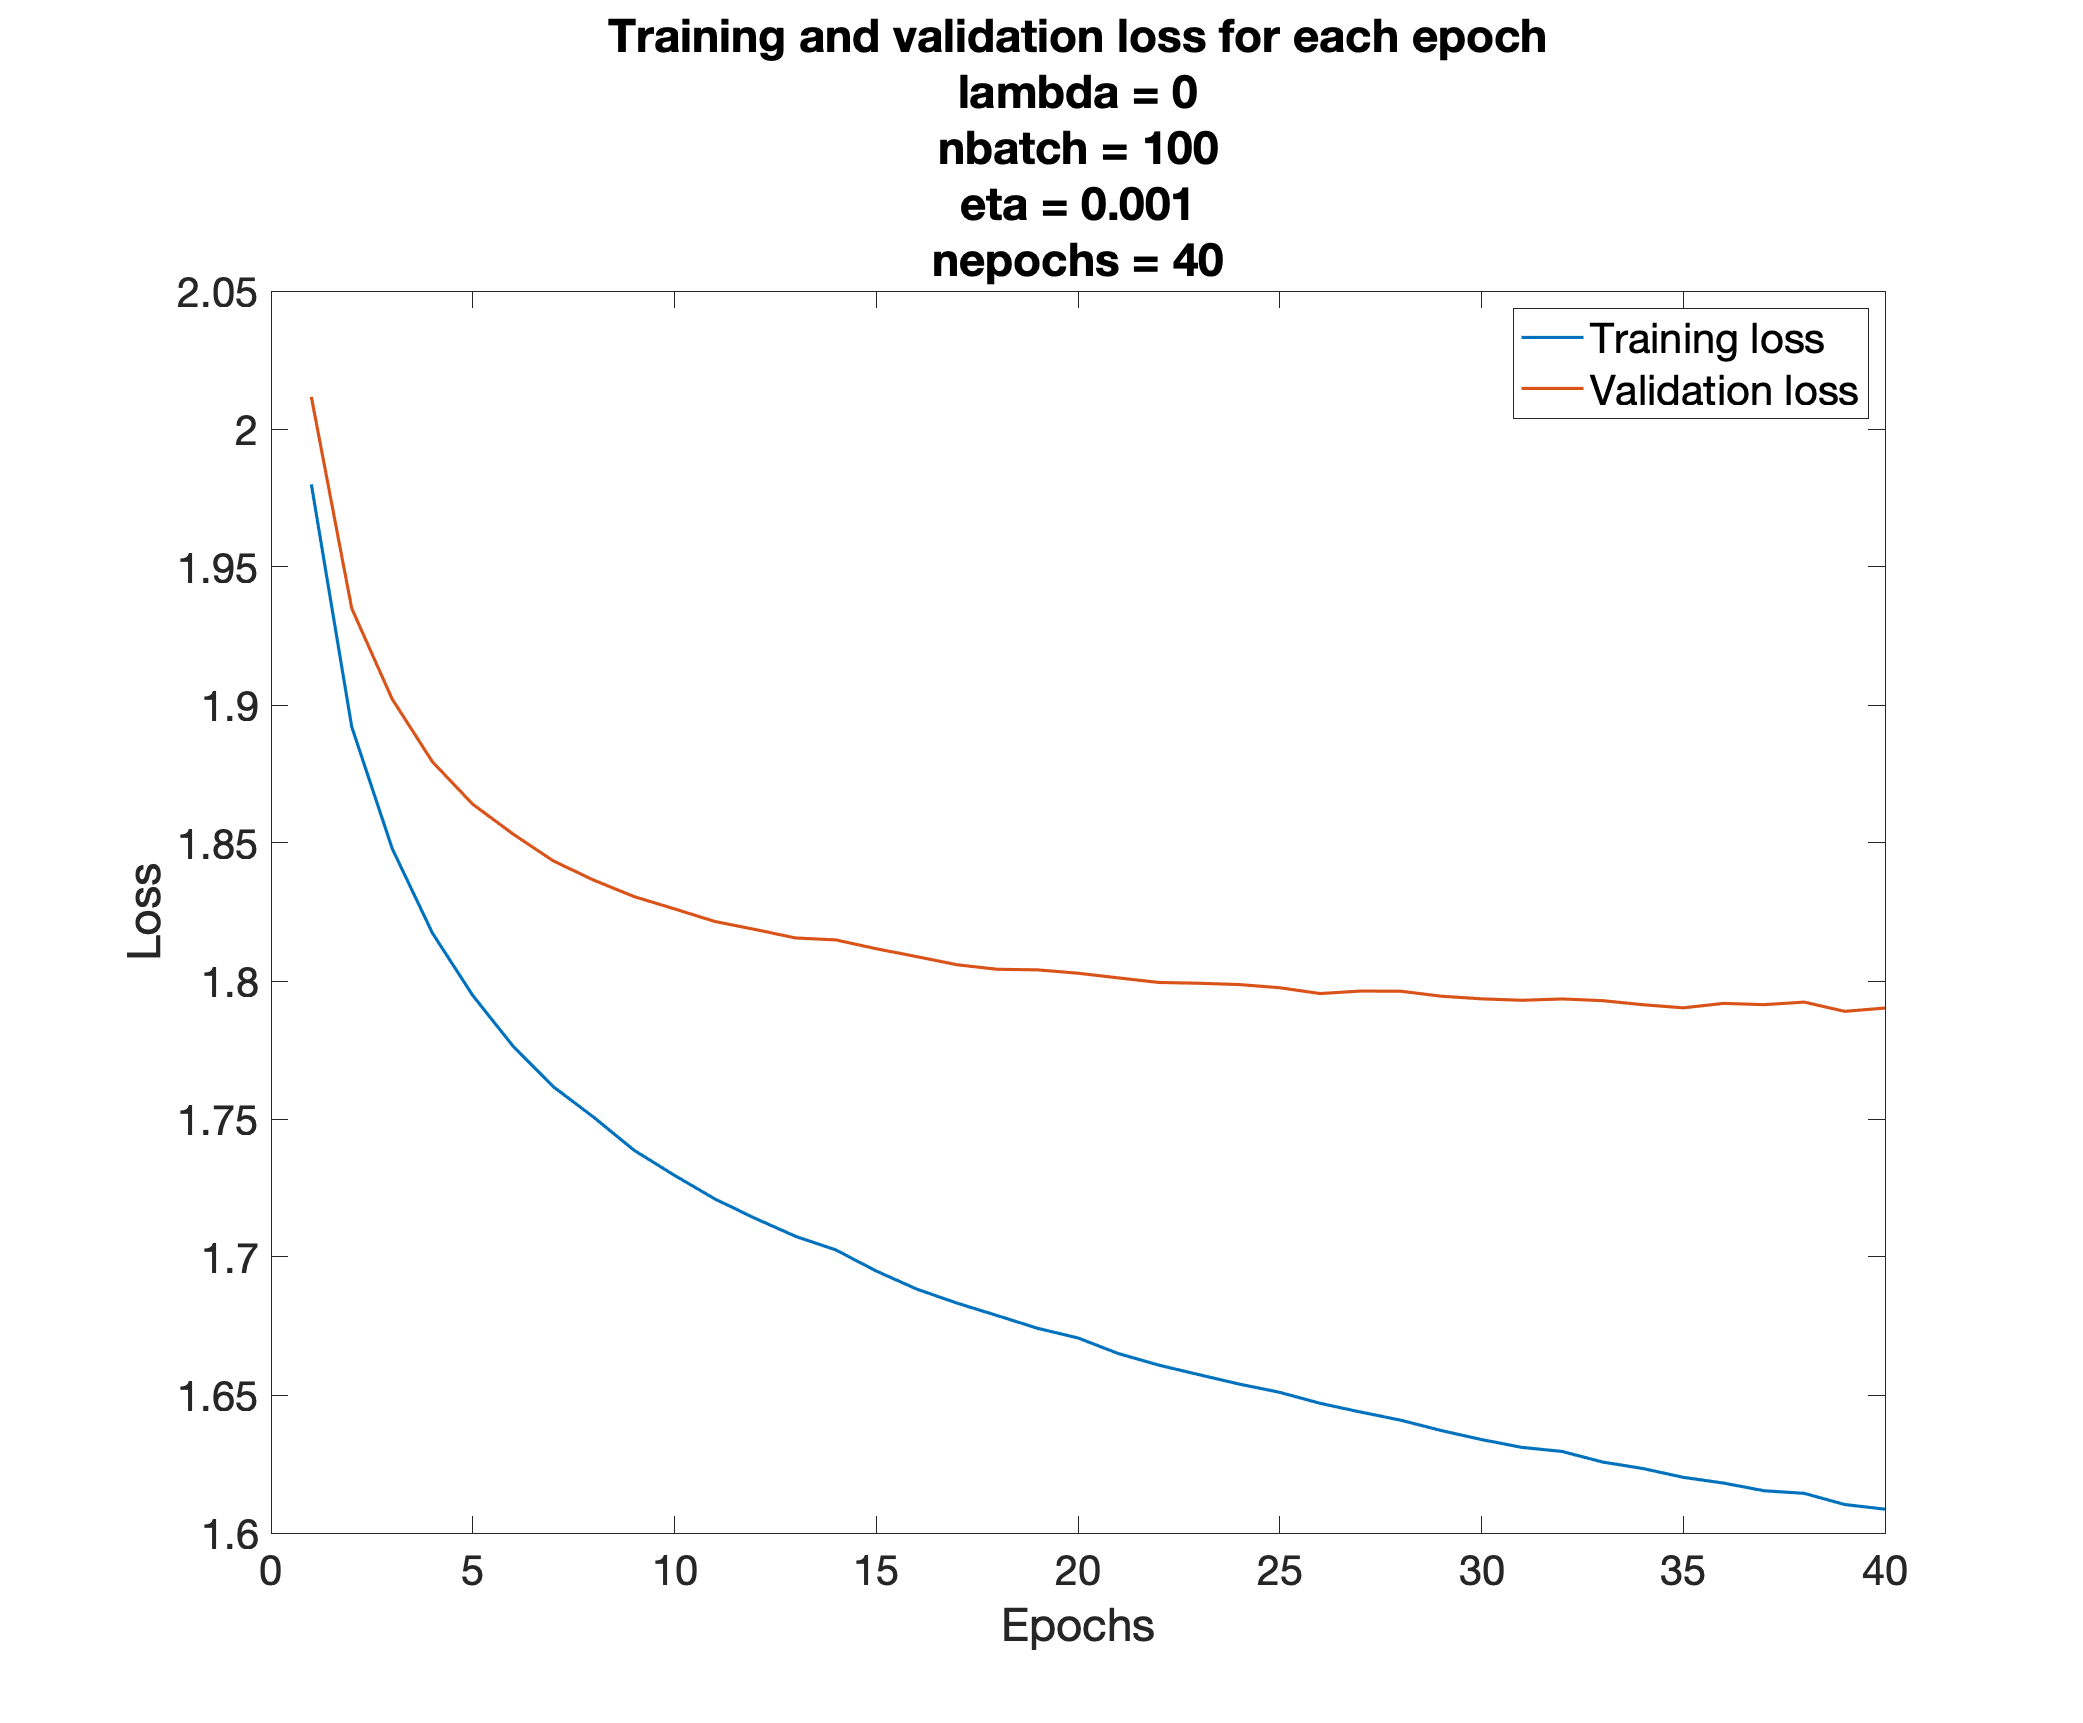 Training and validation loss for each epoch
lambda = 0
nbatch = 100
eta = 0.001
nepochs = 40
Training loss
Validation loss
2.05
2
1.95
1.9
1.85
1.8
1.75
1.7
1.65
1.6
Loss
0 5 10 15 20 25 30 35 40
Epochs